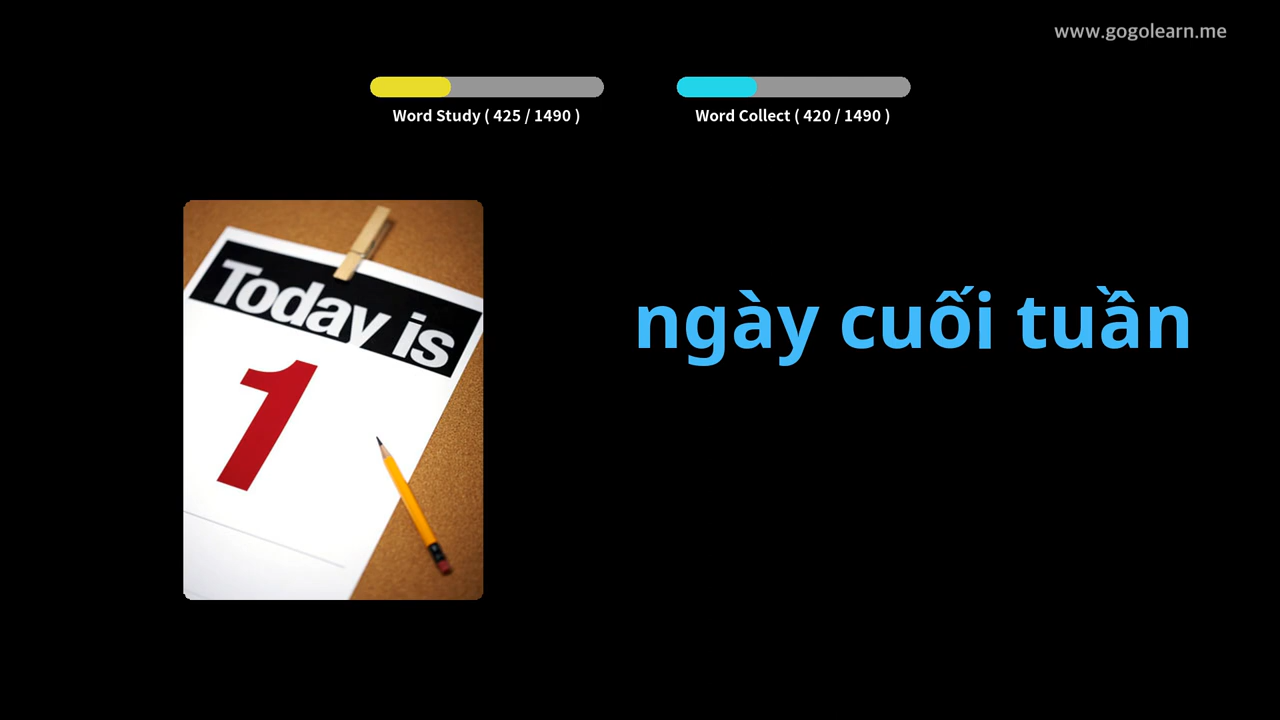 www.gogolearn.me
Word Study ( 425 / 1490 )
Word Collect ( 420 / 1490 )
Today is
1
ngày cuối tuần